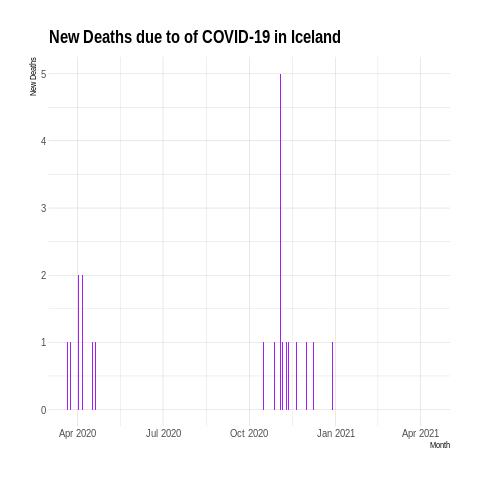 New Deaths due to of COVID-19 in Iceland
New Deaths
5
4
3
2
1
0
Apr 2020 Jul 2020 Oct 2020 Jan 2021 Apr 2021
Month